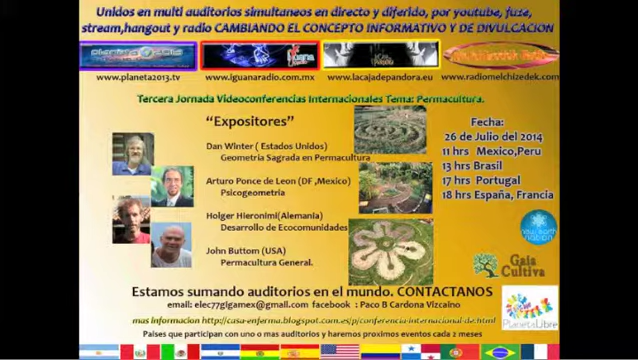 Unidos en multi auditorios simultaneos en directo y diferido, por youtube, fuse,
stream,hangout y radio CAMBIANDO EL CONCEPTO INFORMATIVO Y DE DIVULGACION
www.planeta2013.tv www.iguanaradio.com.mx www.lacajadepandora.eu www.radiomelchizedek.com
Tercera Jornada Videoconferencias Internacionales Tema: Permacultura.
“Expositores”
Dan Winter ( Estados Unidos)
Geometria Sagrada en Permacultura
Arturo Ponce de Leon (DF ,Mexico)
Psicogeometria
Holger Hieronimi(Alemania)
Desarrollo de Ecocomunidades
John Buttom (USA)
Permacultura General.
Fecha:
26 de Julio del 2014
11 hrs Mexico,Peru
13 hrs Brasil
17 hrs Portugal
18 hrs España, Francia
new earth
nation
Gaia
Cultiva
PlanetaLibre
Estamos sumando auditorios en el mundo. CONTACTANOS
email: elec77gigamex@gmail.com facebook : Paco B Cardona Vizcaino
mas informacion http://casa-enferma.blogspot.com.es/p/conferencia-internacional-de.html
Paises que participan con uno o mas auditorios y haremos proximos eventos cada 2 meses